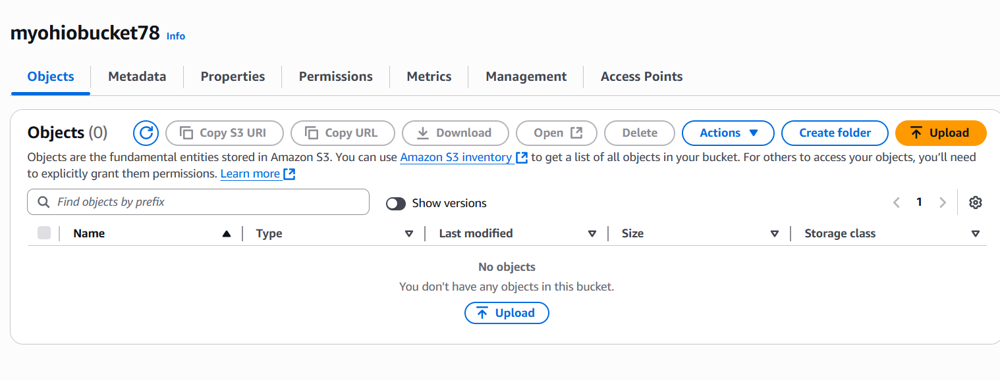 myohiobucket78 Info
Objects Metadata Properties Permissions Metrics Management Access Points
Objects (0) Copy S3 URI Copy URL Download Open Delete Actions Create folder Upload
Objects are the fundamental entities stored in Amazon S3. You can use Amazon S3 inventory to get a list of all objects in your bucket. For others to access your objects, you’ll need
to explicitly grant them permissions. Learn more
Find objects by prefix Show versions 1
Name Type Last modified Size Storage class
No objects
You don't have any objects in this bucket.
Upload